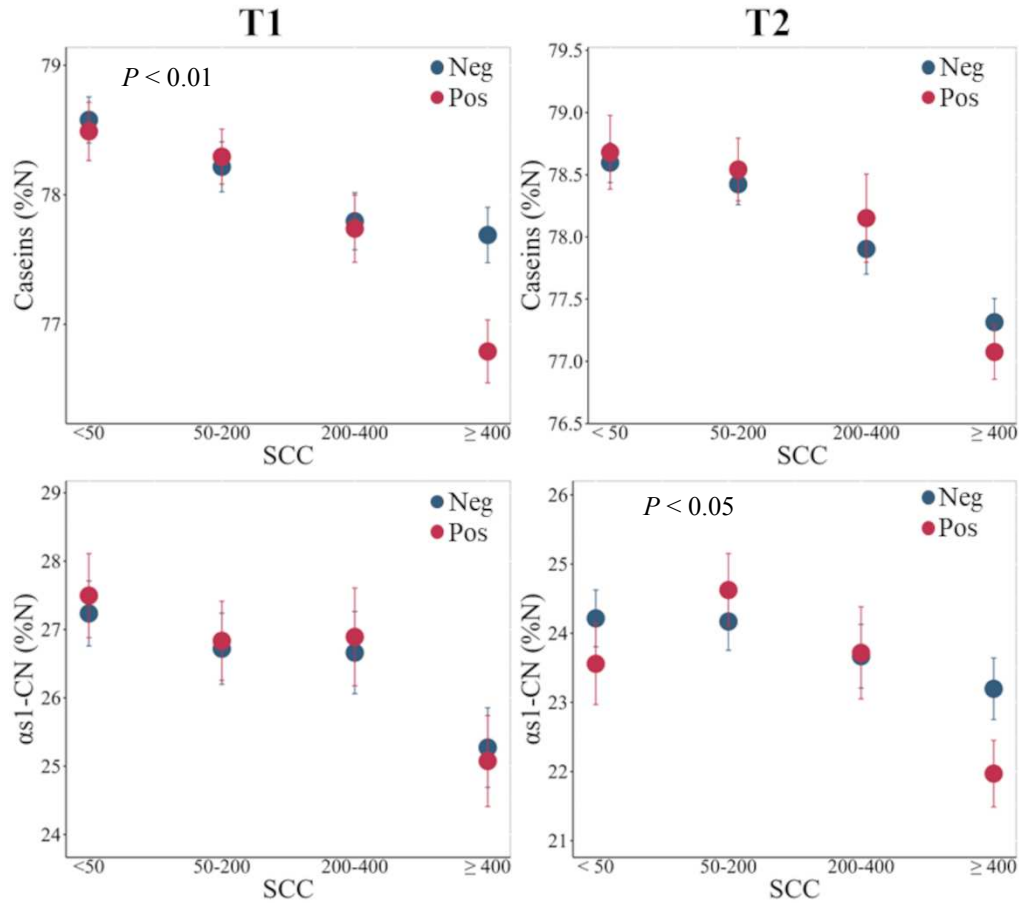 T1
T2
79
78
77
Caseins (%N)
P < 0.01
Neg
Pos
<50
50-200
200-400
≥ 400
SCC
79.5
79.0
78.5
78.0
77.5
77.0
76.5
Caseins (%N)
Neg
Pos
< 50
50-200
200-400
≥ 400
SCC
29
28
27
26
25
24
αs1-CN (%N)
Neg
Pos
<50
50-200
200-400
≥ 400
SCC
26
25
24
23
22
21
αs1-CN (%N)
P < 0.05
Neg
Pos
< 50
50-200
200-400
≥ 400
SCC